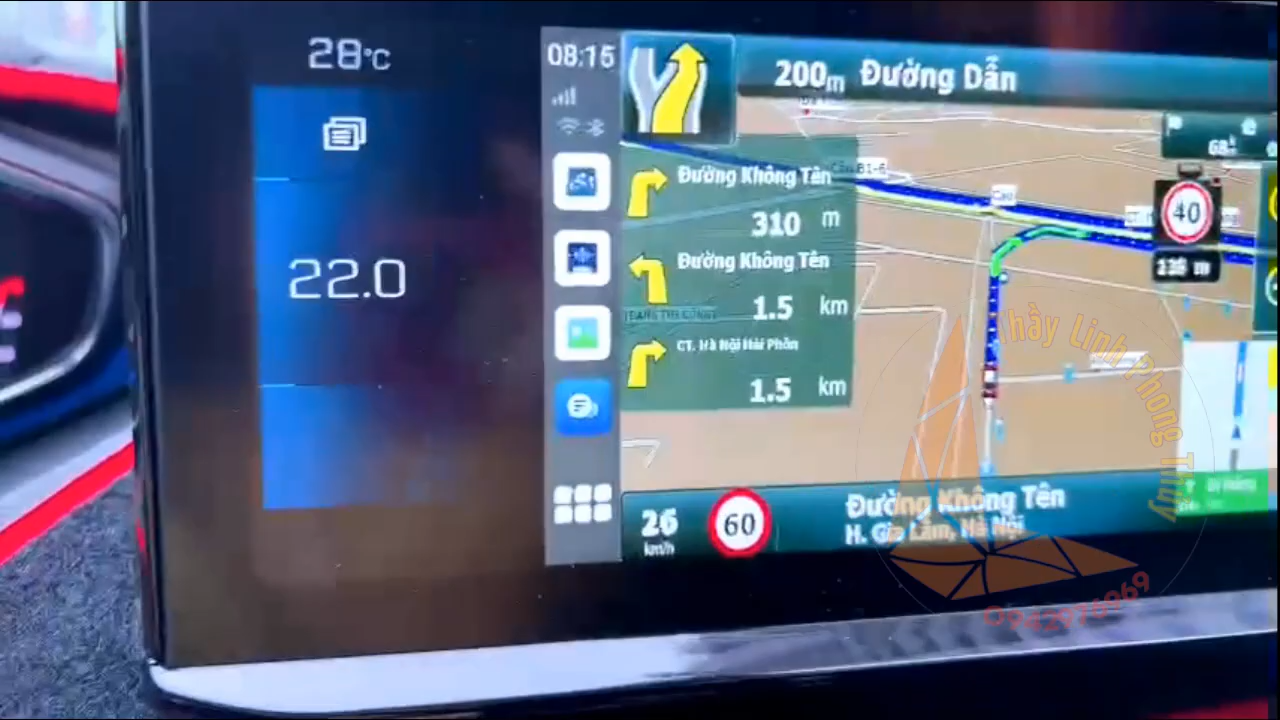 28°C
22.0
08:15
200m Đường Dẫn
Đường Không Tên
310 m
Đường Không Tên
1.5 km
CT. Hà Nội Hải Phòn
1.5 km
40
60
26
km/h
Đường Không Tên
H. Gia Lâm, Hà Nội
Thầy Linh Phong Thủy
0942976969